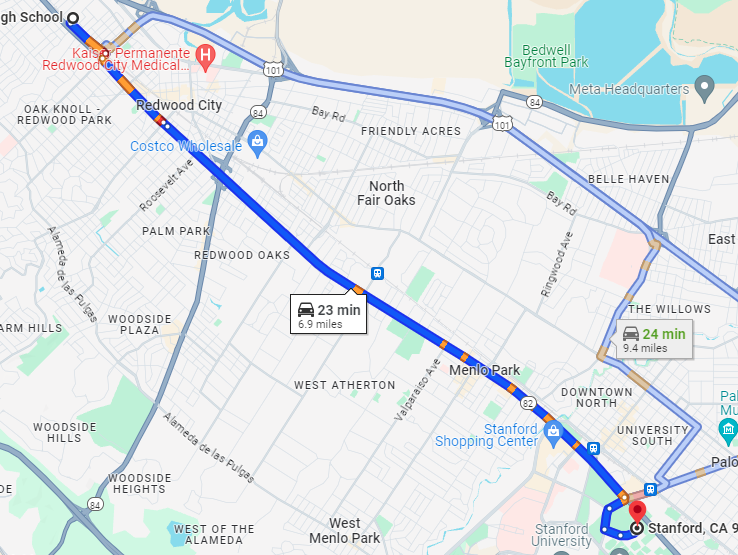 gh School
Kaiser Permanente
Redwood City Medical...
H
Bedwell
Bayfront Park
101
Meta Headquarters
84
OAK KNOLL -
REDWOOD PARK
Redwood City
84
Bay Rd
101
FRIENDLY ACRES
Costco Wholesale
Roosevelt Ave
BELLE HAVEN
North
Fair Oaks
Bay Rd
PALM PARK
East
REDWOOD OAKS
Alameda de las Pulgas
Ringwood Ave
23 min
6.9 miles
THE WILLOWS
WOODSIDE
PLAZA
ARM HILLS
24 min
9.4 miles
Menlo Park
WEST ATHERTON
Valparaiso Ave
82
DOWNTOWN
NORTH
Pal
Mu
WOODSIDE
HILLS
Alameda de las Pulgas
Stanford
Shopping Center
UNIVERSITY
SOUTH
Palo
WOODSIDE
HEIGHTS
DE
84
WEST OF THE
ALAMEDA
West
Menlo Park
Stanford
University
Stanford, CA 9